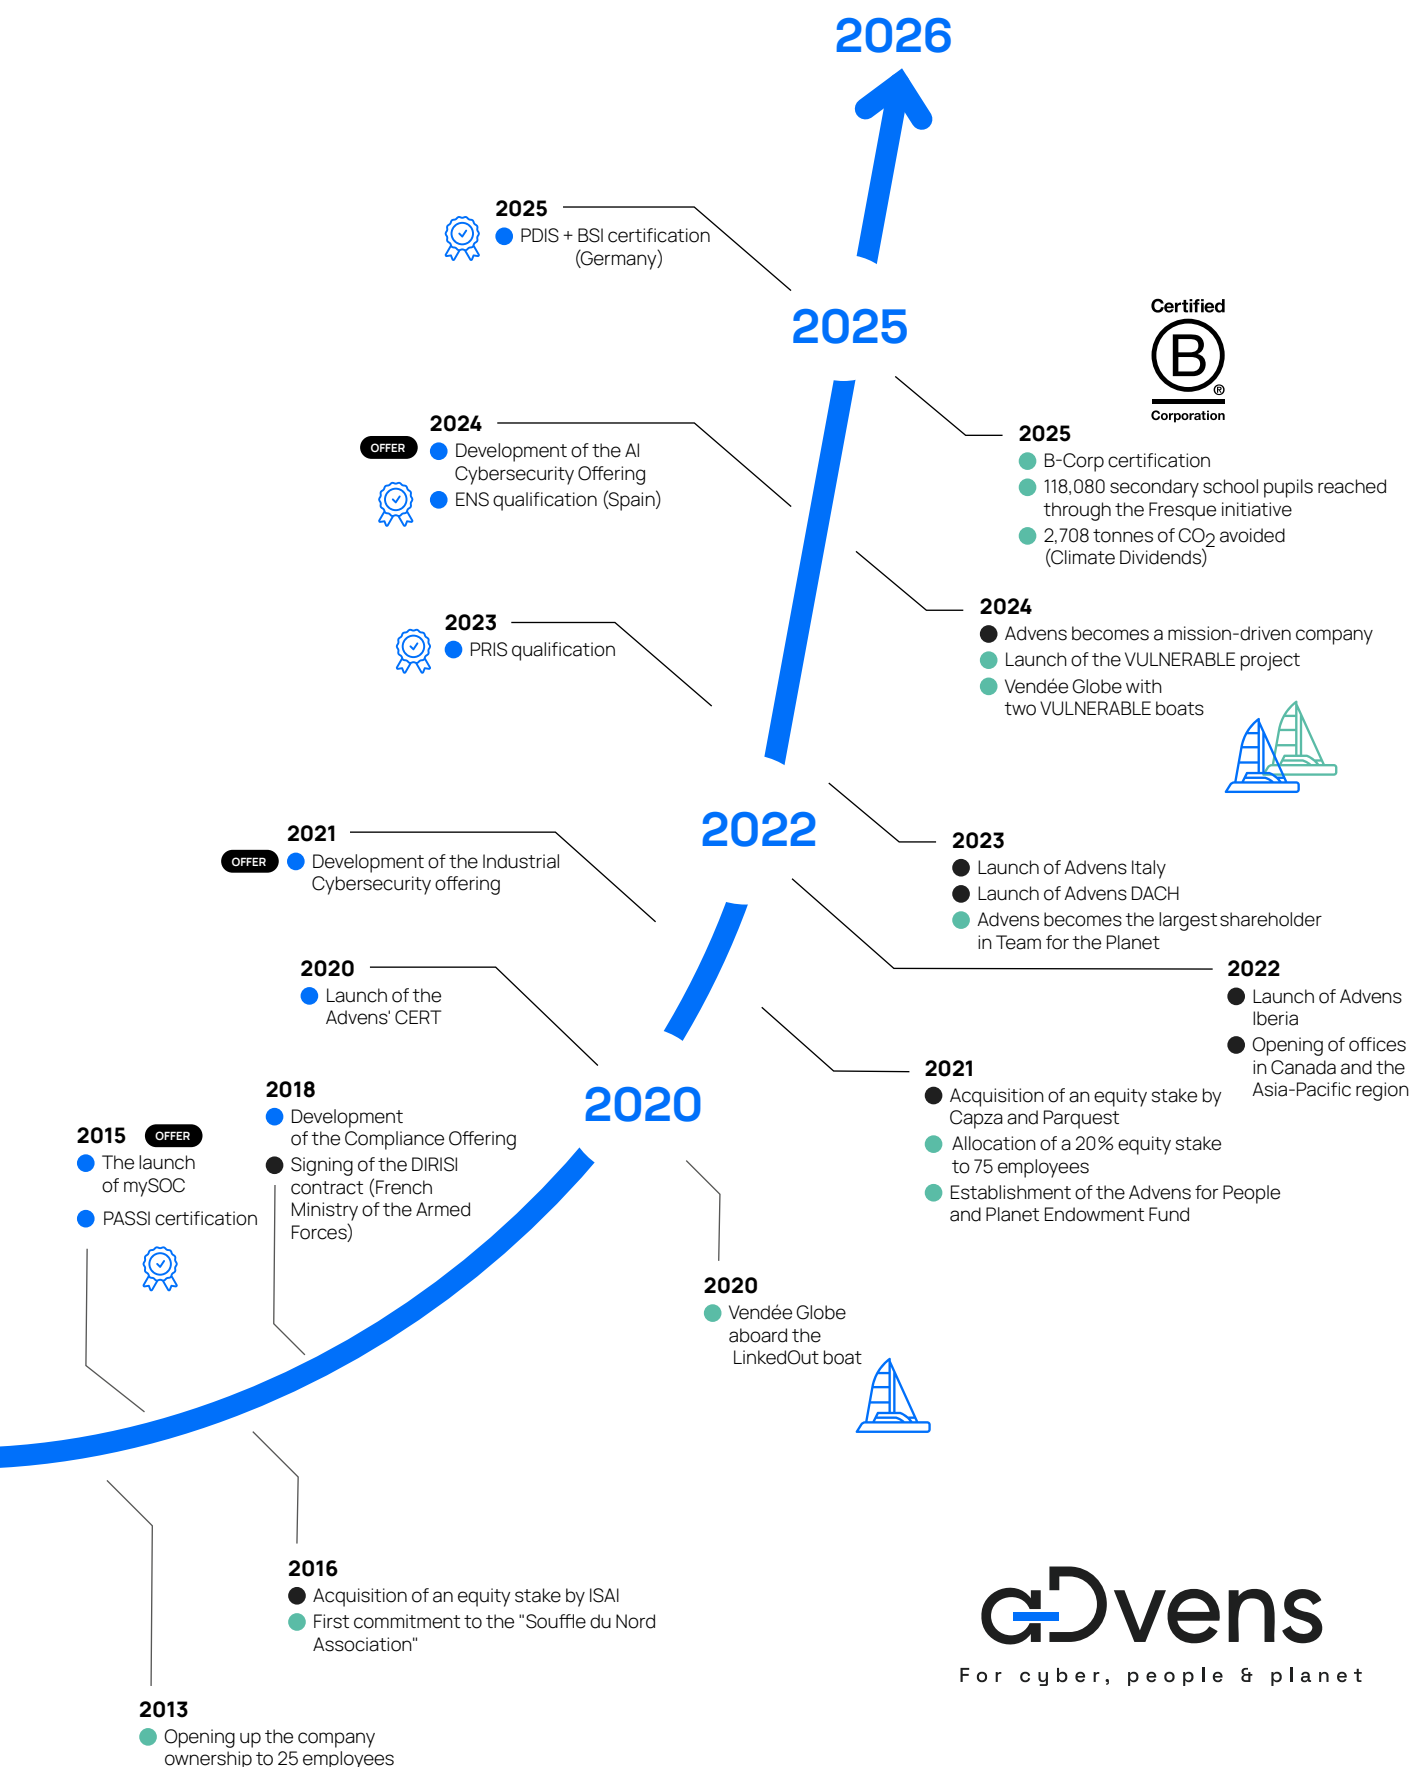 2026
2025
PDIS + BSI certification
(Germany)
2025
Certified
B
®
Corporation
2024
OFFER
Development of the AI
Cybersecurity Offering
ENS qualification (Spain)
2025
B-Corp certification
118,080 secondary school pupils reached
through the Fresque initiative
2,708 tonnes of CO2 avoided
(Climate Dividends)
2024
Advens becomes a mission-driven company
Launch of the VULNERABLE project
Vendée Globe with
two VULNERABLE boats
2023
PRIS qualification
2022
2021
OFFER
Development of the Industrial
Cybersecurity offering
2023
Launch of Advens Italy
Launch of Advens DACH
Advens becomes the largest shareholder
in Team for the Planet
2022
Launch of Advens
Iberia
Opening of offices
in Canada and the
Asia-Pacific region
2020
Launch of the
Advens' CERT
2021
Acquisition of an equity stake by
Capza and Parquest
Allocation of a 20% equity stake
to 75 employees
Establishment of the Advens for People
and Planet Endowment Fund
2020
2018
Development
of the Compliance Offering
Signing of the DIRISI
contract (French
Ministry of the Armed
Forces)
2015
OFFER
The launch
of mySOC
PASSI certification
2020
Vendée Globe
aboard the
LinkedOut boat
2016
Acquisition of an equity stake by ISAI
First commitment to the "Souffle du Nord
Association"
2013
Opening up the company
ownership to 25 employees
aDvens
For cyber, people & planet